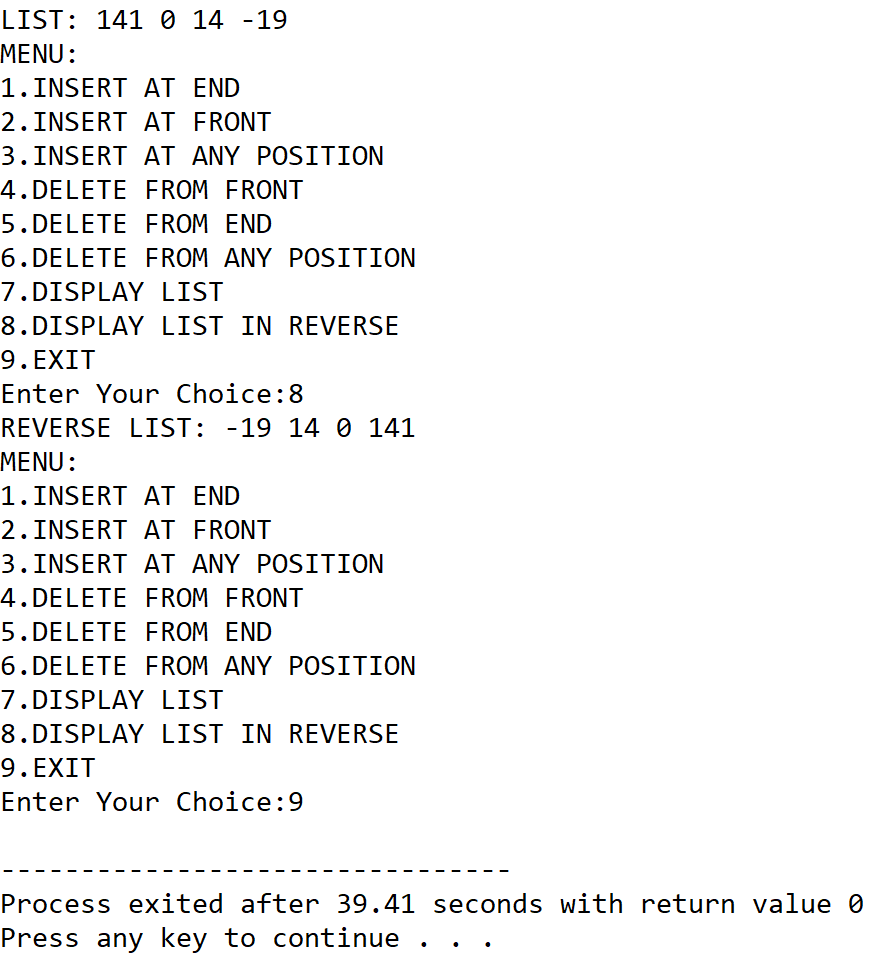 LIST: 141 0 14 -19
MENU:
1.INSERT AT END
2.INSERT AT FRONT
3.INSERT AT ANY POSITION
4.DELETE FROM FRONT
5.DELETE FROM END
6.DELETE FROM ANY POSITION
7.DISPLAY LIST
8.DISPLAY LIST IN REVERSE
9.EXIT
Enter Your Choice:8
REVERSE LIST: -19 14 0 141
MENU:
1.INSERT AT END
2.INSERT AT FRONT
3.INSERT AT ANY POSITION
4.DELETE FROM FRONT
5.DELETE FROM END
6.DELETE FROM ANY POSITION
7.DISPLAY LIST
8.DISPLAY LIST IN REVERSE
9.EXIT
Enter Your Choice:9
--------------------------------
Process exited after 39.41 seconds with return value 0
Press any key to continue . . .